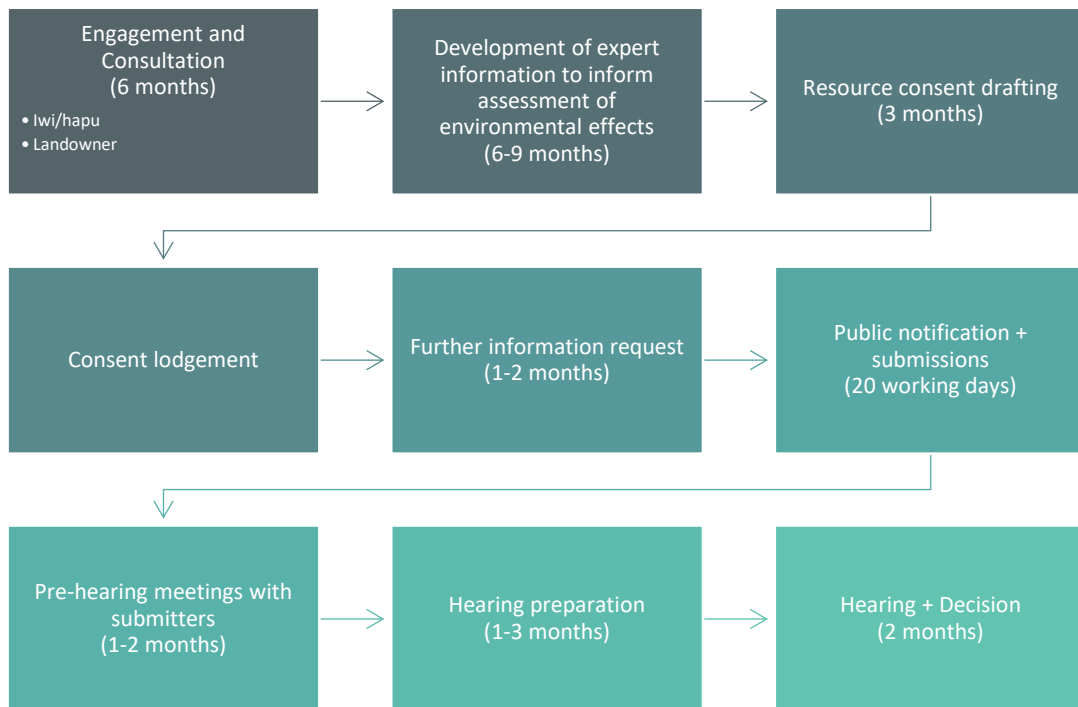 Engagement and
Consultation
(6 months)
• Iwi/hapu
• Landowner
Development of expert
information to inform
assessment of
environmental effects
(6-9 months)
Resource consent drafting
(3 months)
Consent lodgement
Further information request
(1-2 months)
Public notification +
submissions
(20 working days)
Pre-hearing meetings with
submitters
(1-2 months)
Hearing preparation
(1-3 months)
Hearing + Decision
(2 months)